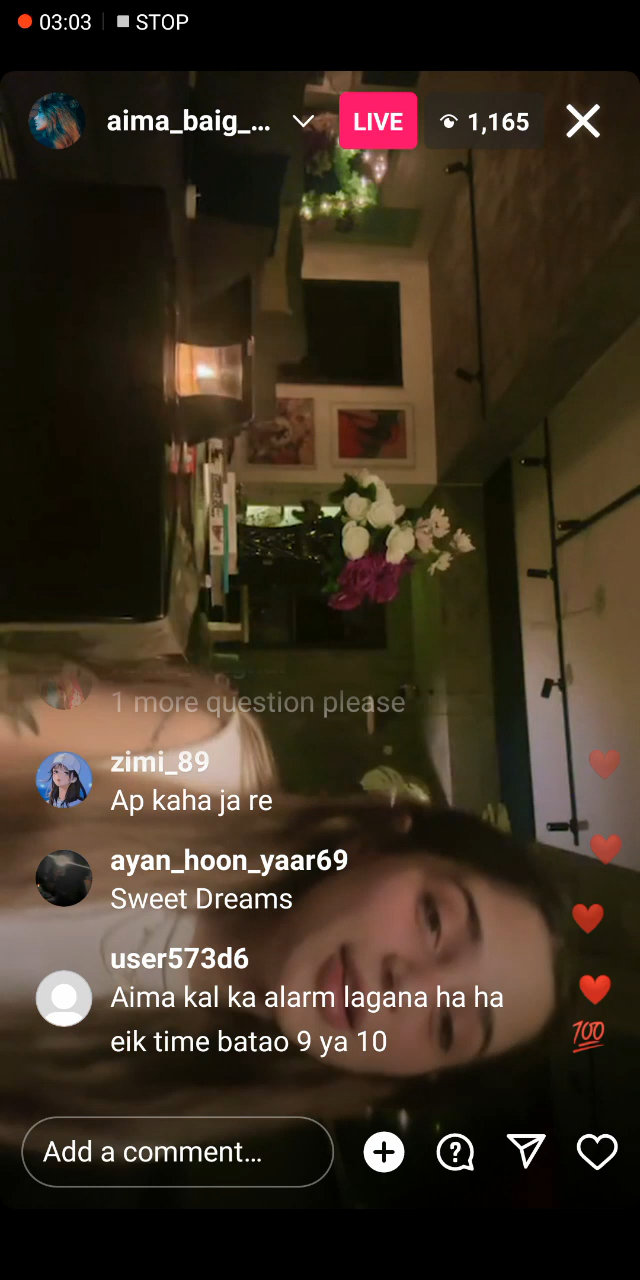 03:03 STOP
aima_baig_... LIVE 1,165
1 more question please
zimi_89
Ap kaha ja re
ayan_hoon_yaar69
Sweet Dreams
user573d6
Aima kal ka alarm lagana ha ha
eik time batao 9 ya 10
💯
Add a comment...